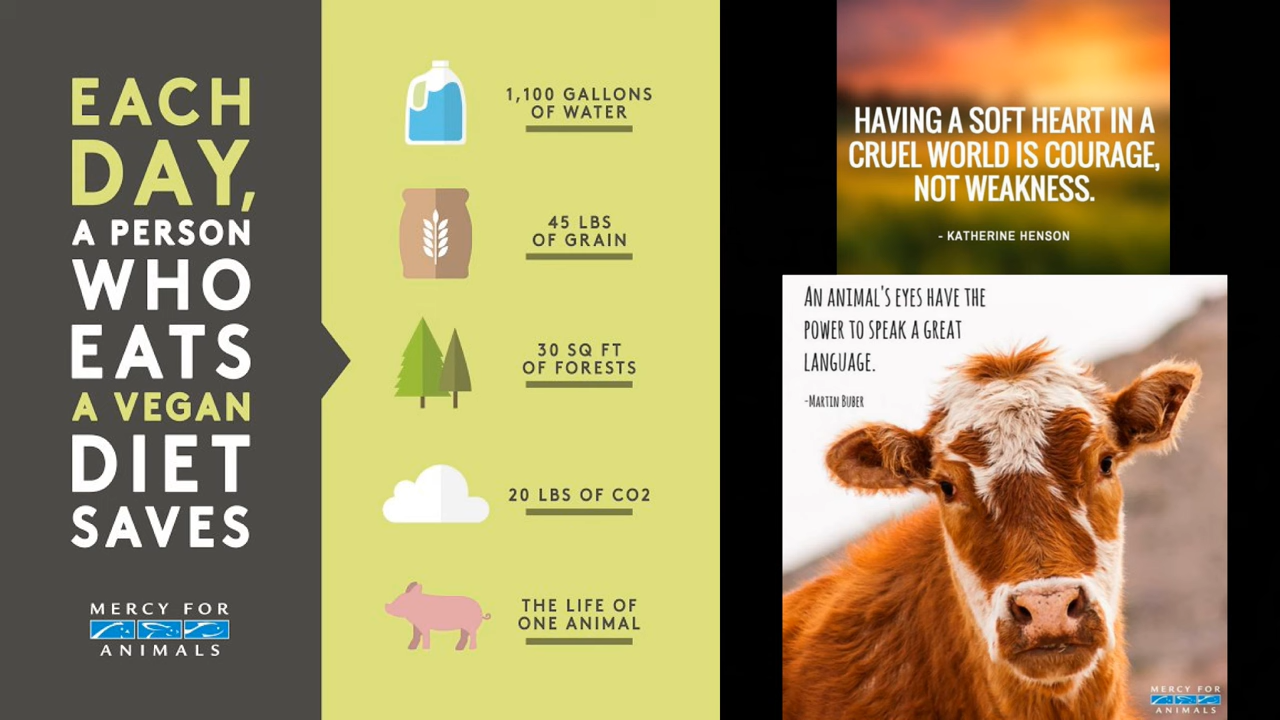 EACH
DAY,
A PERSON
WHO
EATS
A VEGAN
DIET
SAVES
MERCY FOR
ANIMALS
1,100 GALLONS
OF WATER
45 LBS
OF GRAIN
30 SQ FT
OF FORESTS
20 LBS OF CO2
THE LIFE OF
ONE ANIMAL
HAVING A SOFT HEART IN A
CRUEL WORLD IS COURAGE,
NOT WEAKNESS.
- KATHERINE HENSON
AN ANIMAL'S EYES HAVE THE
POWER TO SPEAK A GREAT
LANGUAGE.
-MARTIN BUBER
MERCY FOR
ANIMALS